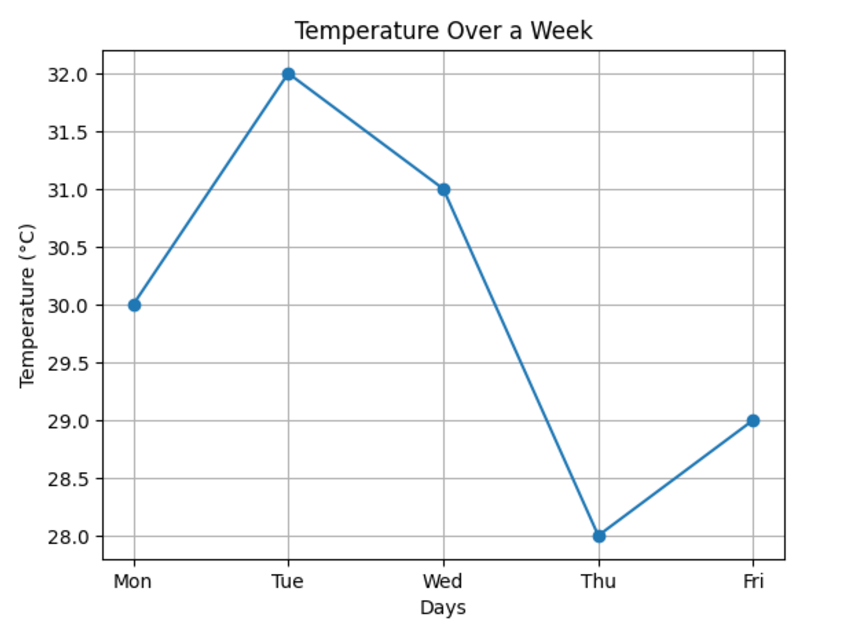 Temperature Over a Week
Temperature (°C)
32.0
31.5
31.0
30.5
30.0
29.5
29.0
28.5
28.0
Mon Tue Wed Thu Fri
Days